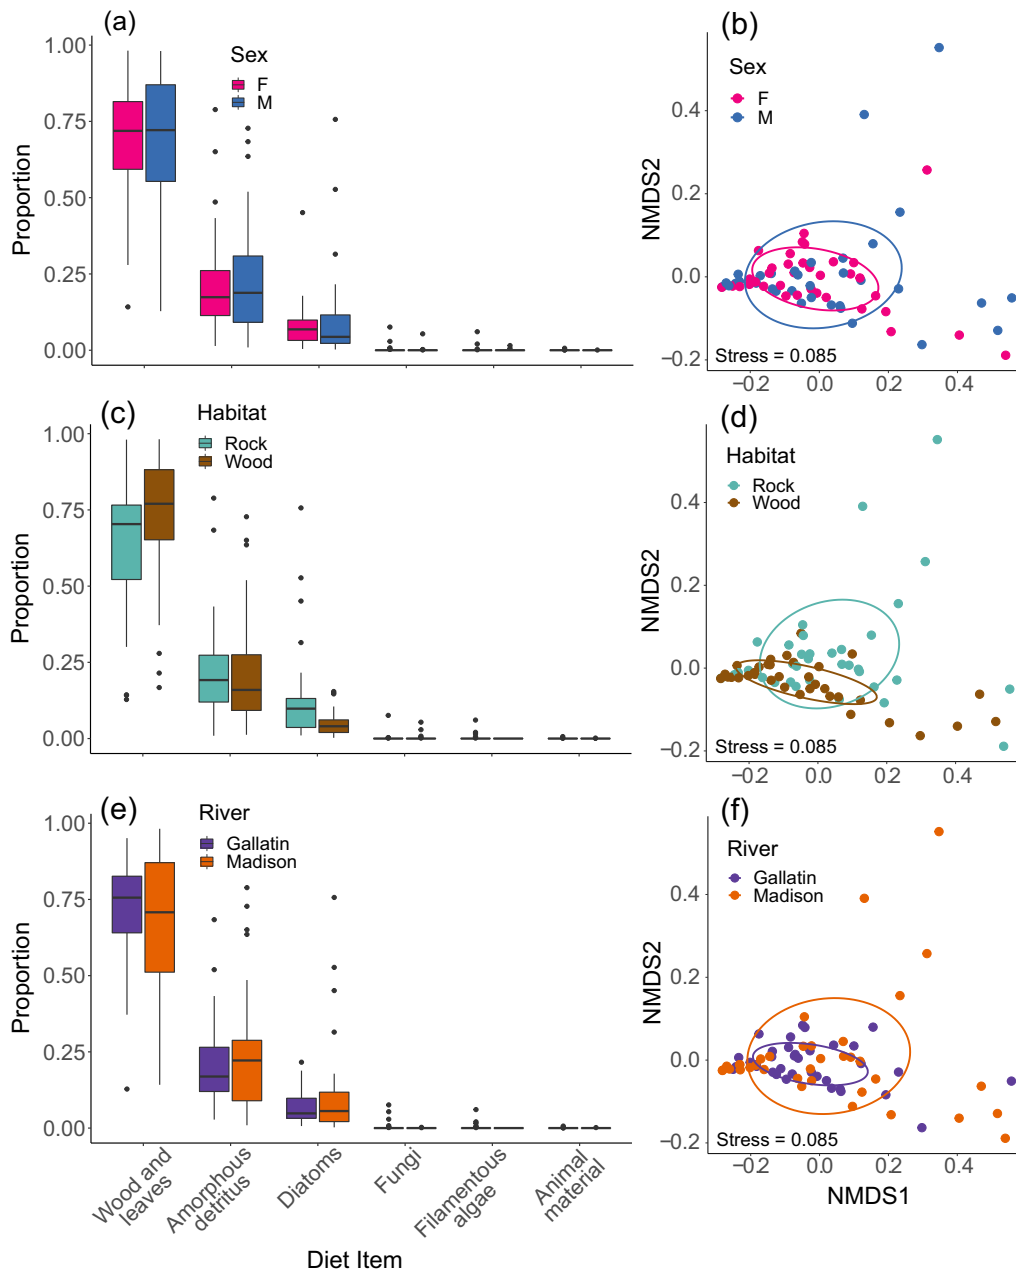 (a)
Sex
F
M
Proportion
1.00
0.75
0.50
0.25
0.00
(b)
Sex
F
M
NMDS2
0.4
0.2
0.0
−0.2
Stress = 0.085
−0.2
0.0
0.2
0.4
(c)
Habitat
Rock
Wood
Proportion
1.00
0.75
0.50
0.25
0.00
(d)
Habitat
Rock
Wood
NMDS2
0.4
0.2
0.0
−0.2
Stress = 0.085
−0.2
0.0
0.2
0.4
(e)
River
Gallatin
Madison
Proportion
1.00
0.75
0.50
0.25
0.00
Wood and
leaves
Amorphous
detritus
Diatoms
Fungi
Filamentous
algae
Animal
material
Diet Item
(f)
River
Gallatin
Madison
NMDS2
0.4
0.2
0.0
−0.2
Stress = 0.085
−0.2
0.0
0.2
0.4
NMDS1